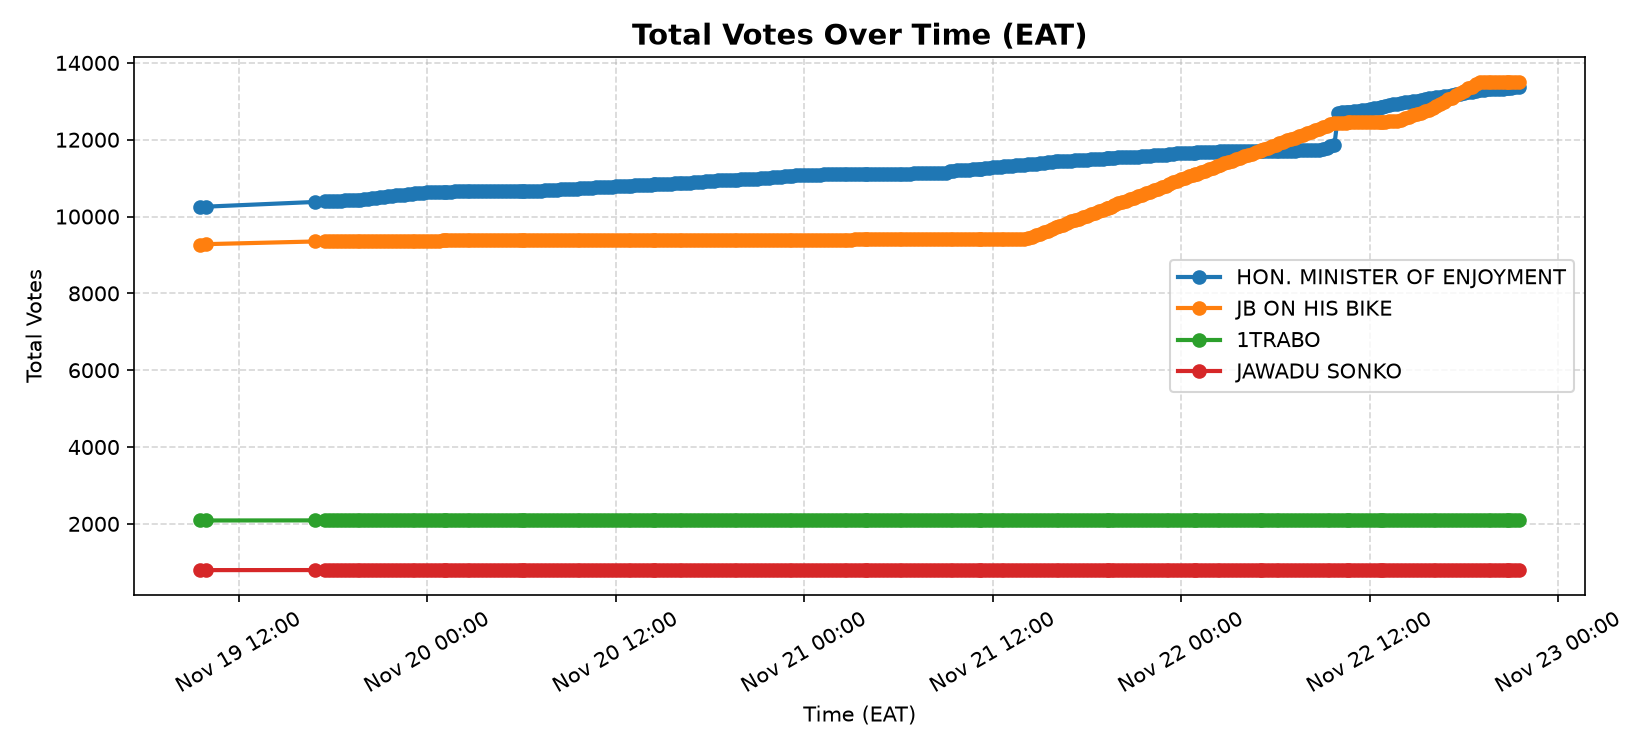 Total Votes Over Time (EAT)
Total Votes
14000
12000
10000
8000
6000
4000
2000
HON. MINISTER OF ENJOYMENT
JB ON HIS BIKE
1TRABO
JAWADU SONKO
Nov 19 12:00
Nov 20 00:00
Nov 20 12:00
Nov 21 00:00
Nov 21 12:00
Nov 22 00:00
Nov 22 12:00
Nov 23 00:00
Time (EAT)